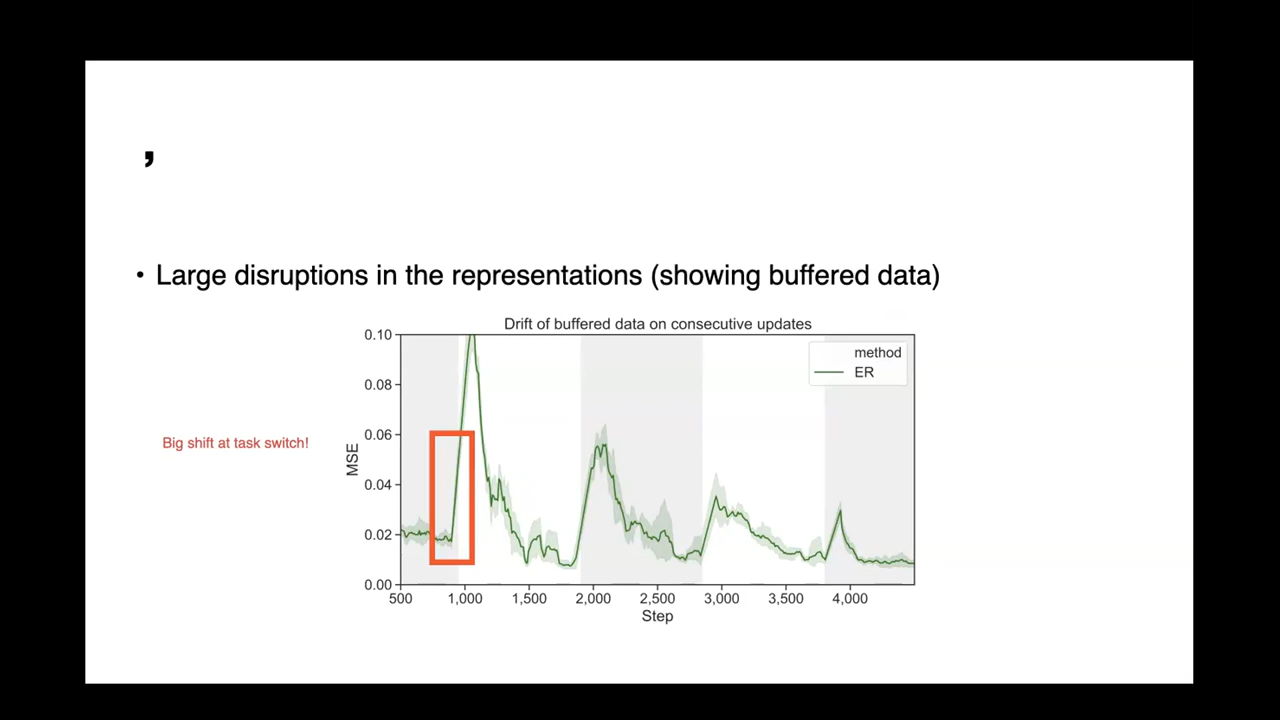 ,
• Large disruptions in the representations (showing buffered data)
Drift of buffered data on consecutive updates
0.10
0.08
0.06
0.04
0.02
0.00
MSE
method
ER
Big shift at task switch!
500 1,000 1,500 2,000 2,500 3,000 3,500 4,000
Step